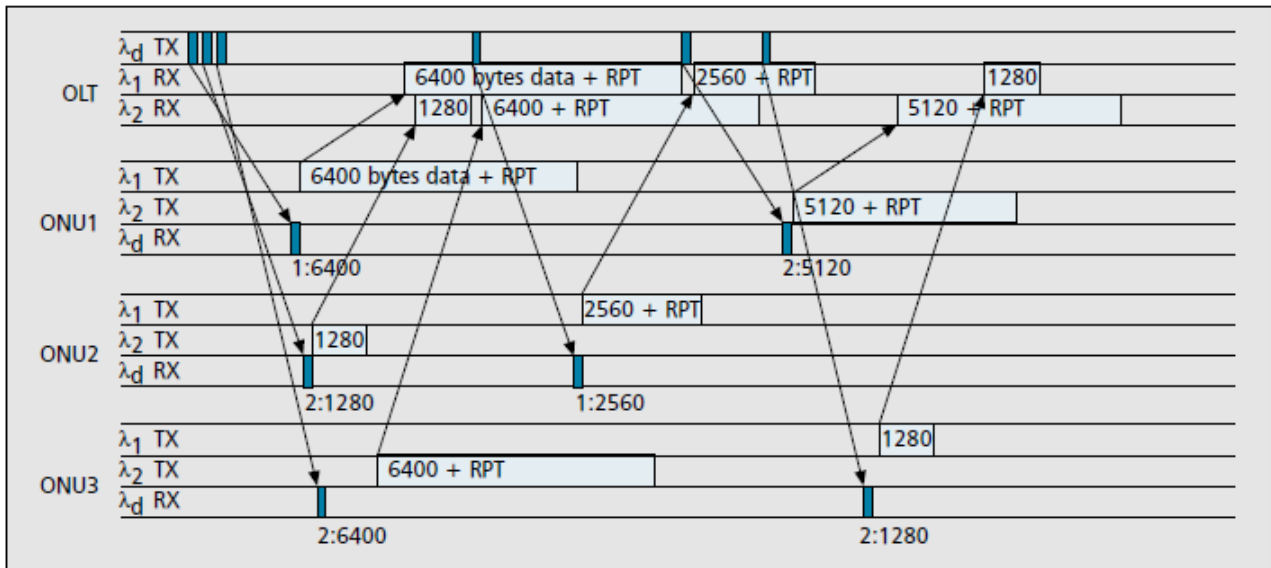 λd TX
λ1 RX 6400 bytes data + RPT 2560 + RPT 1280
OLT
λ2 RX 1280 6400 + RPT 5120 + RPT
λ1 TX 6400 bytes data + RPT
λ2 TX 5120 + RPT
ONU1
λd RX
1:6400 2:5120
λ1 TX 2560 + RPT
λ2 TX 1280
ONU2
λd RX
2:1280 1:2560
λ1 TX 1280
λ2 TX 6400 + RPT
ONU3
λd RX
2:6400 2:1280